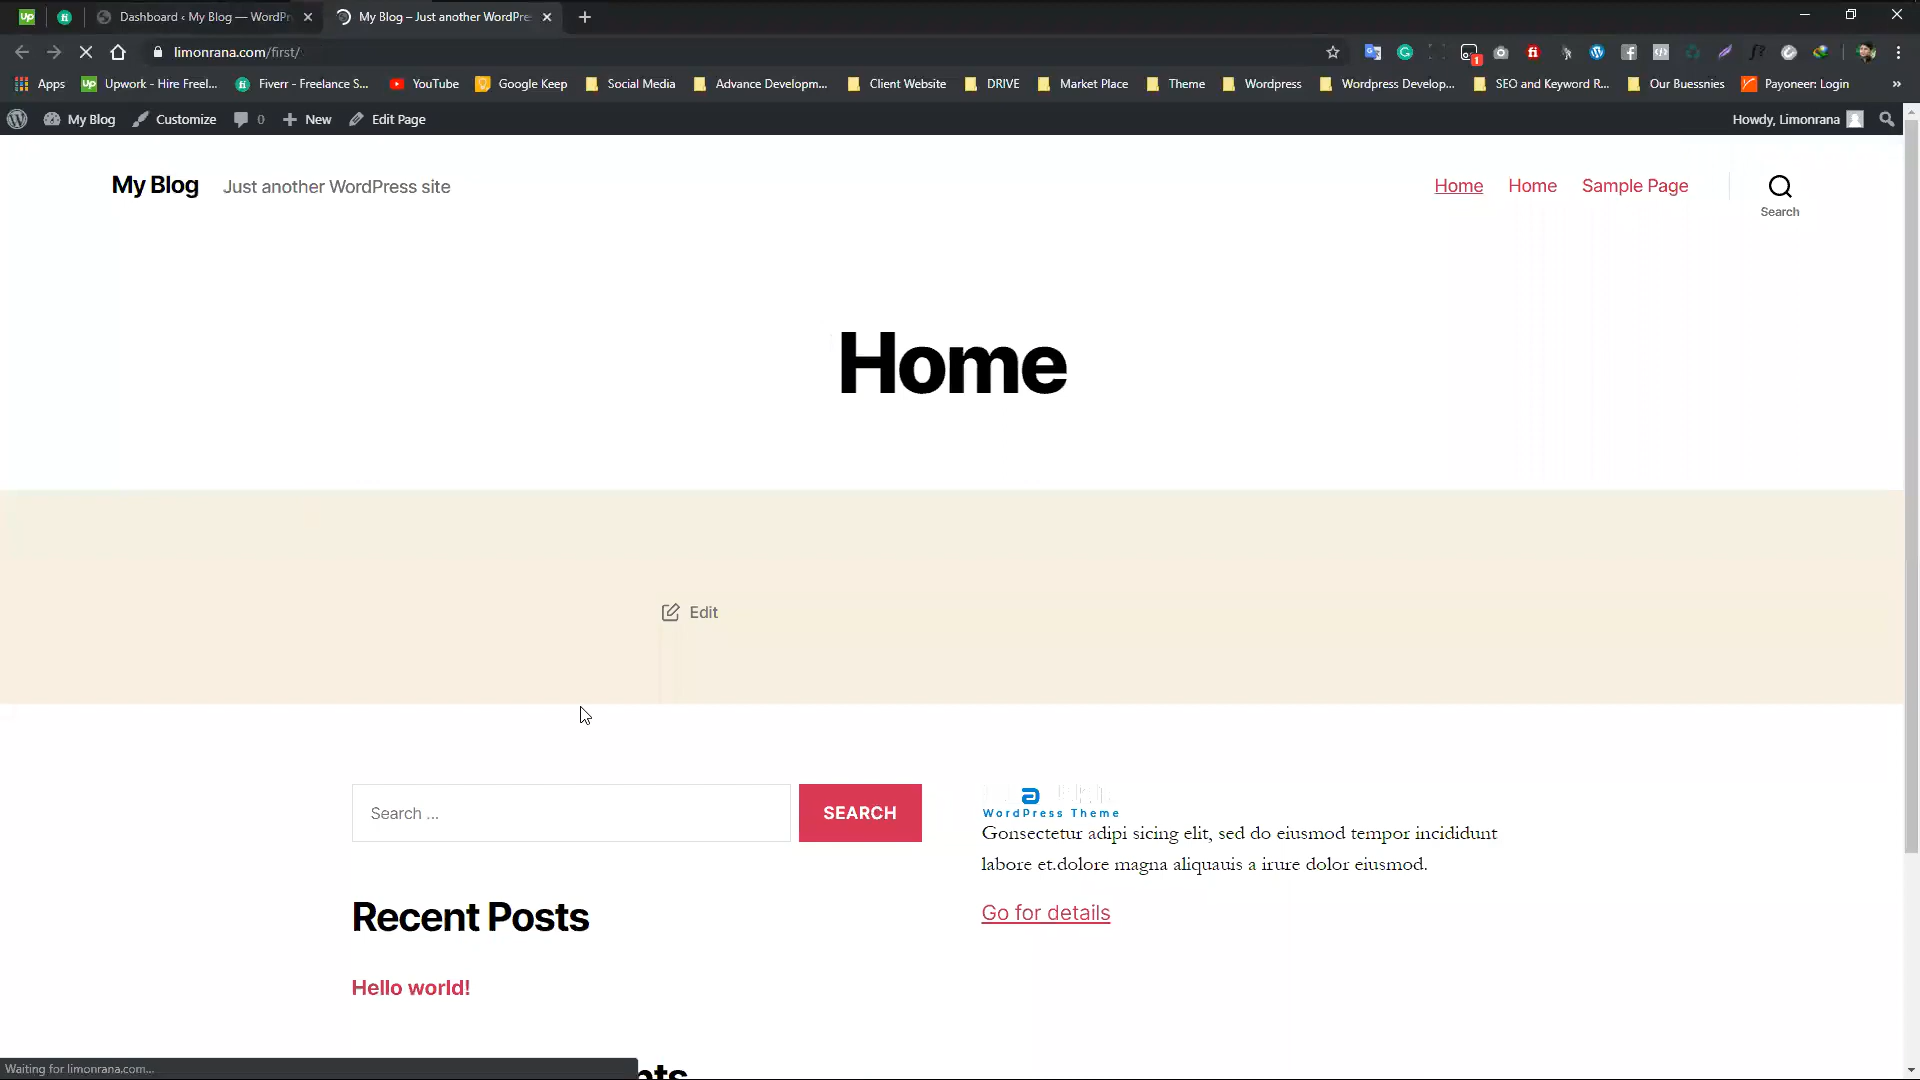 Dashboard ‹ My Blog — WordPr
My Blog – Just another WordPre
limonrana.com/first/
Apps
Upwork - Hire Freel...
Fiverr - Freelance S...
YouTube
Google Keep
Social Media
Advance Developm...
Client Website
DRIVE
Market Place
Theme
Wordpress
Wordpress Develop...
SEO and Keyword R...
Our Buessnies
Payoneer: Login
My Blog
Customize
0
New
Edit Page
Howdy, Limonrana
My Blog
Just another WordPress site
Home
Home
Sample Page
Search
Home
Edit
Search ...
SEARCH
WordPress Theme
Gonsectetur adipi sicing elit, sed do eiusmod tempor incididunt
labore et.dolore magna aliquauis a irure dolor eiusmod.
Go for details
Recent Posts
Hello world!
Waiting for limonrana.com...